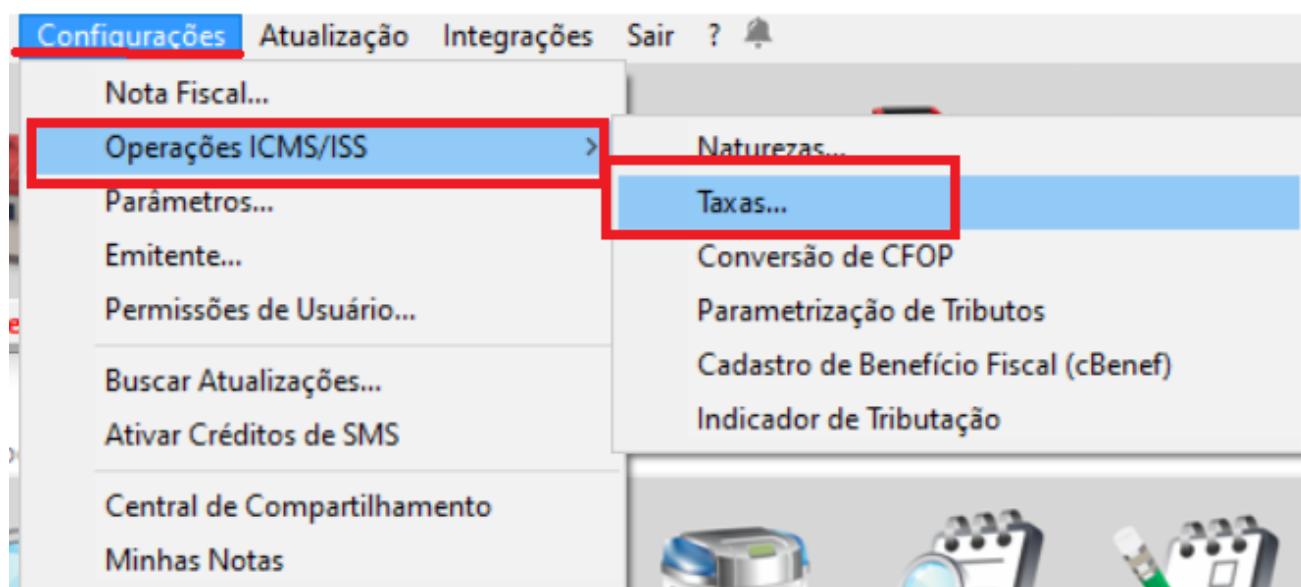 Configurações Atualização Integrações Sair ?
Nota Fiscal...
Operações ICMS/ISS >
Parâmetros...
Emitente...
Permissões de Usuário...
Buscar Atualizações...
Ativar Créditos de SMS
Central de Compartilhamento
Minhas Notas
Naturezas...
Taxas...
Conversão de CFOP
Parametrização de Tributos
Cadastro de Benefício Fiscal (cBenef)
Indicador de Tributação